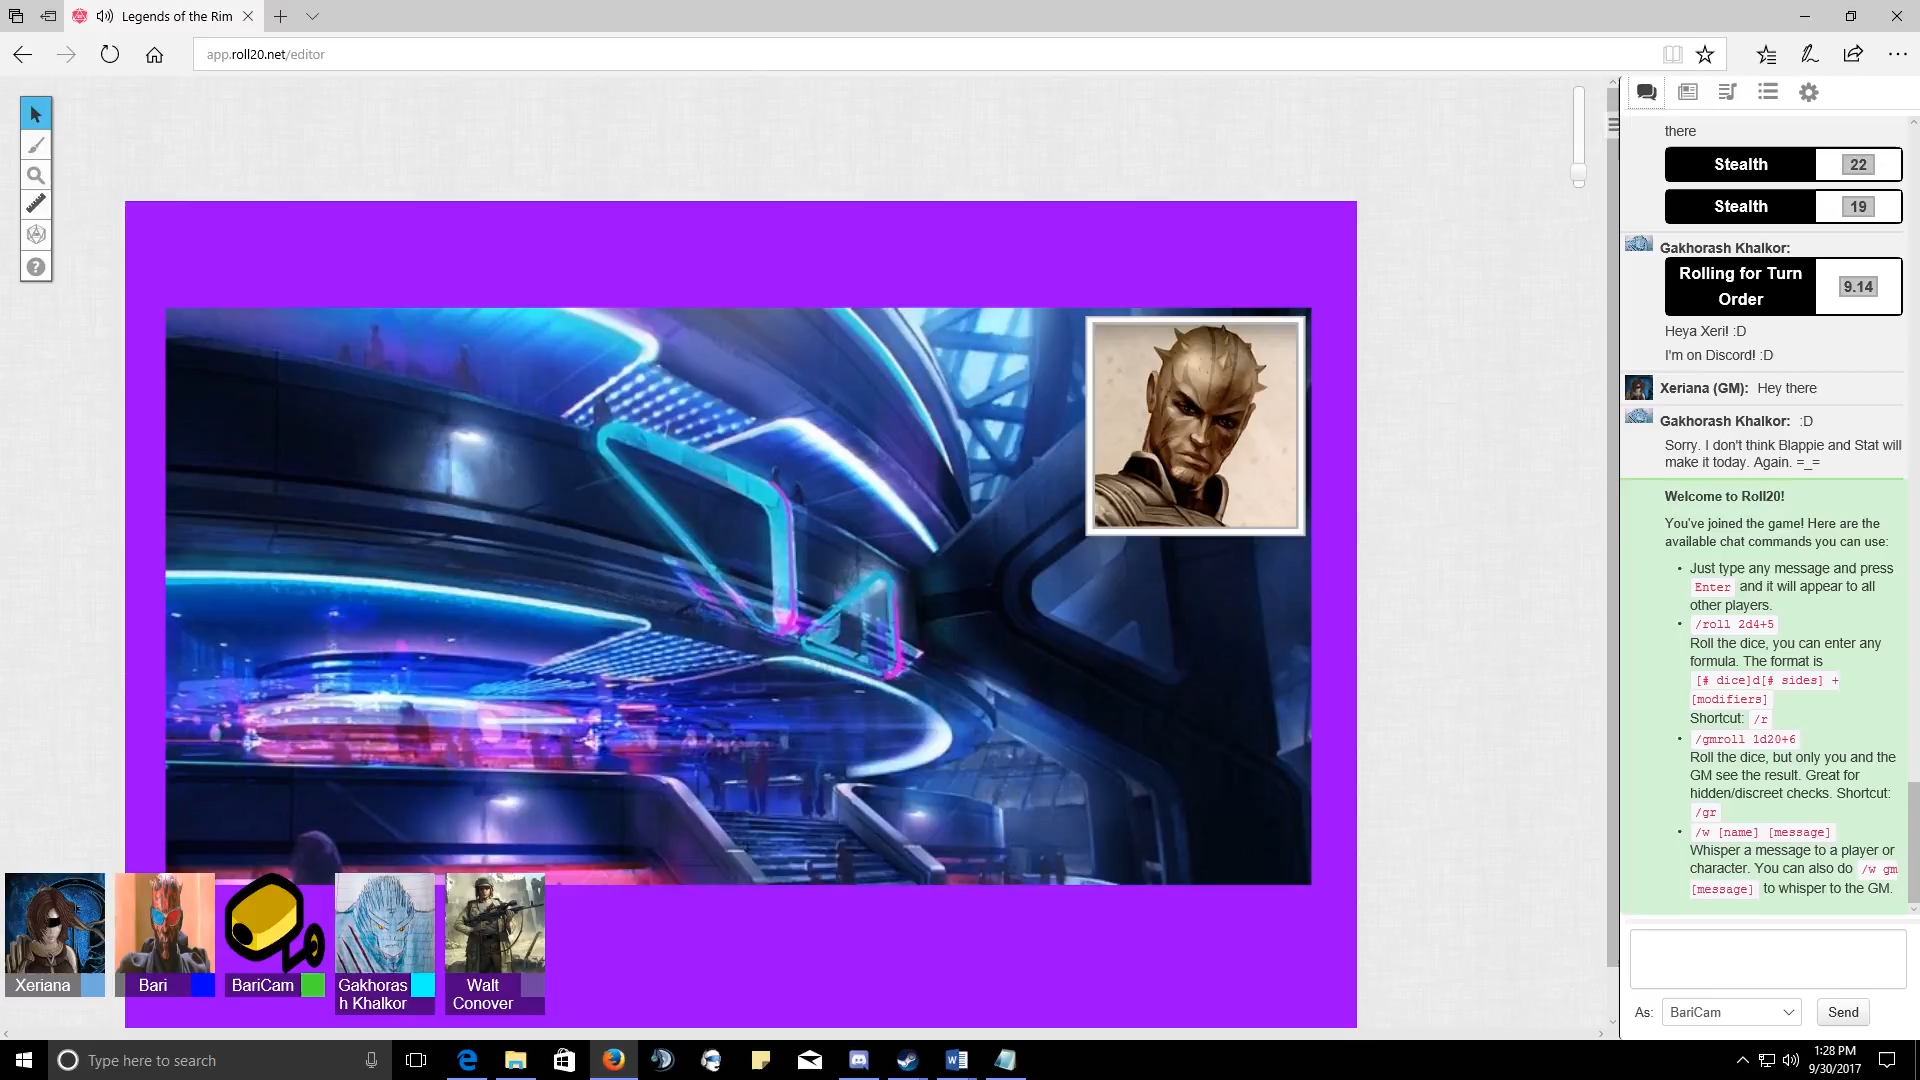 Legends of the Rim
app.roll20.net/editor
there
Stealth 22
Stealth 19
Gakhorash Khalkor:
Rolling for Turn
Order
9.14
Heya Xeri! :D
I'm on Discord! :D
Xeriana (GM): Hey there
Gakhorash Khalkor: :D
Sorry. I don't think Blappie and Stat will
make it today. Again. =_=
Welcome to Roll20!
You've joined the game! Here are the
available chat commands you can use:
• Just type any message and press
Enter and it will appear to all
other players.
• /roll 2d4+5
Roll the dice, you can enter any
formula. The format is
[# dice]d[# sides] +
[modifiers]
Shortcut: /r
• /gmroll 1d20+6
Roll the dice, but only you and the
GM see the result. Great for
hidden/discreet checks. Shortcut:
/gr
• /w [name] [message]
Whisper a message to a player or
character. You can also do /w gm
[message] to whisper to the GM.
Xeriana
Bari
BariCam
Gakhoras
h Khalkor
Walt
Conover
As: BariCam Send
Type here to search
1:28 PM
9/30/2017